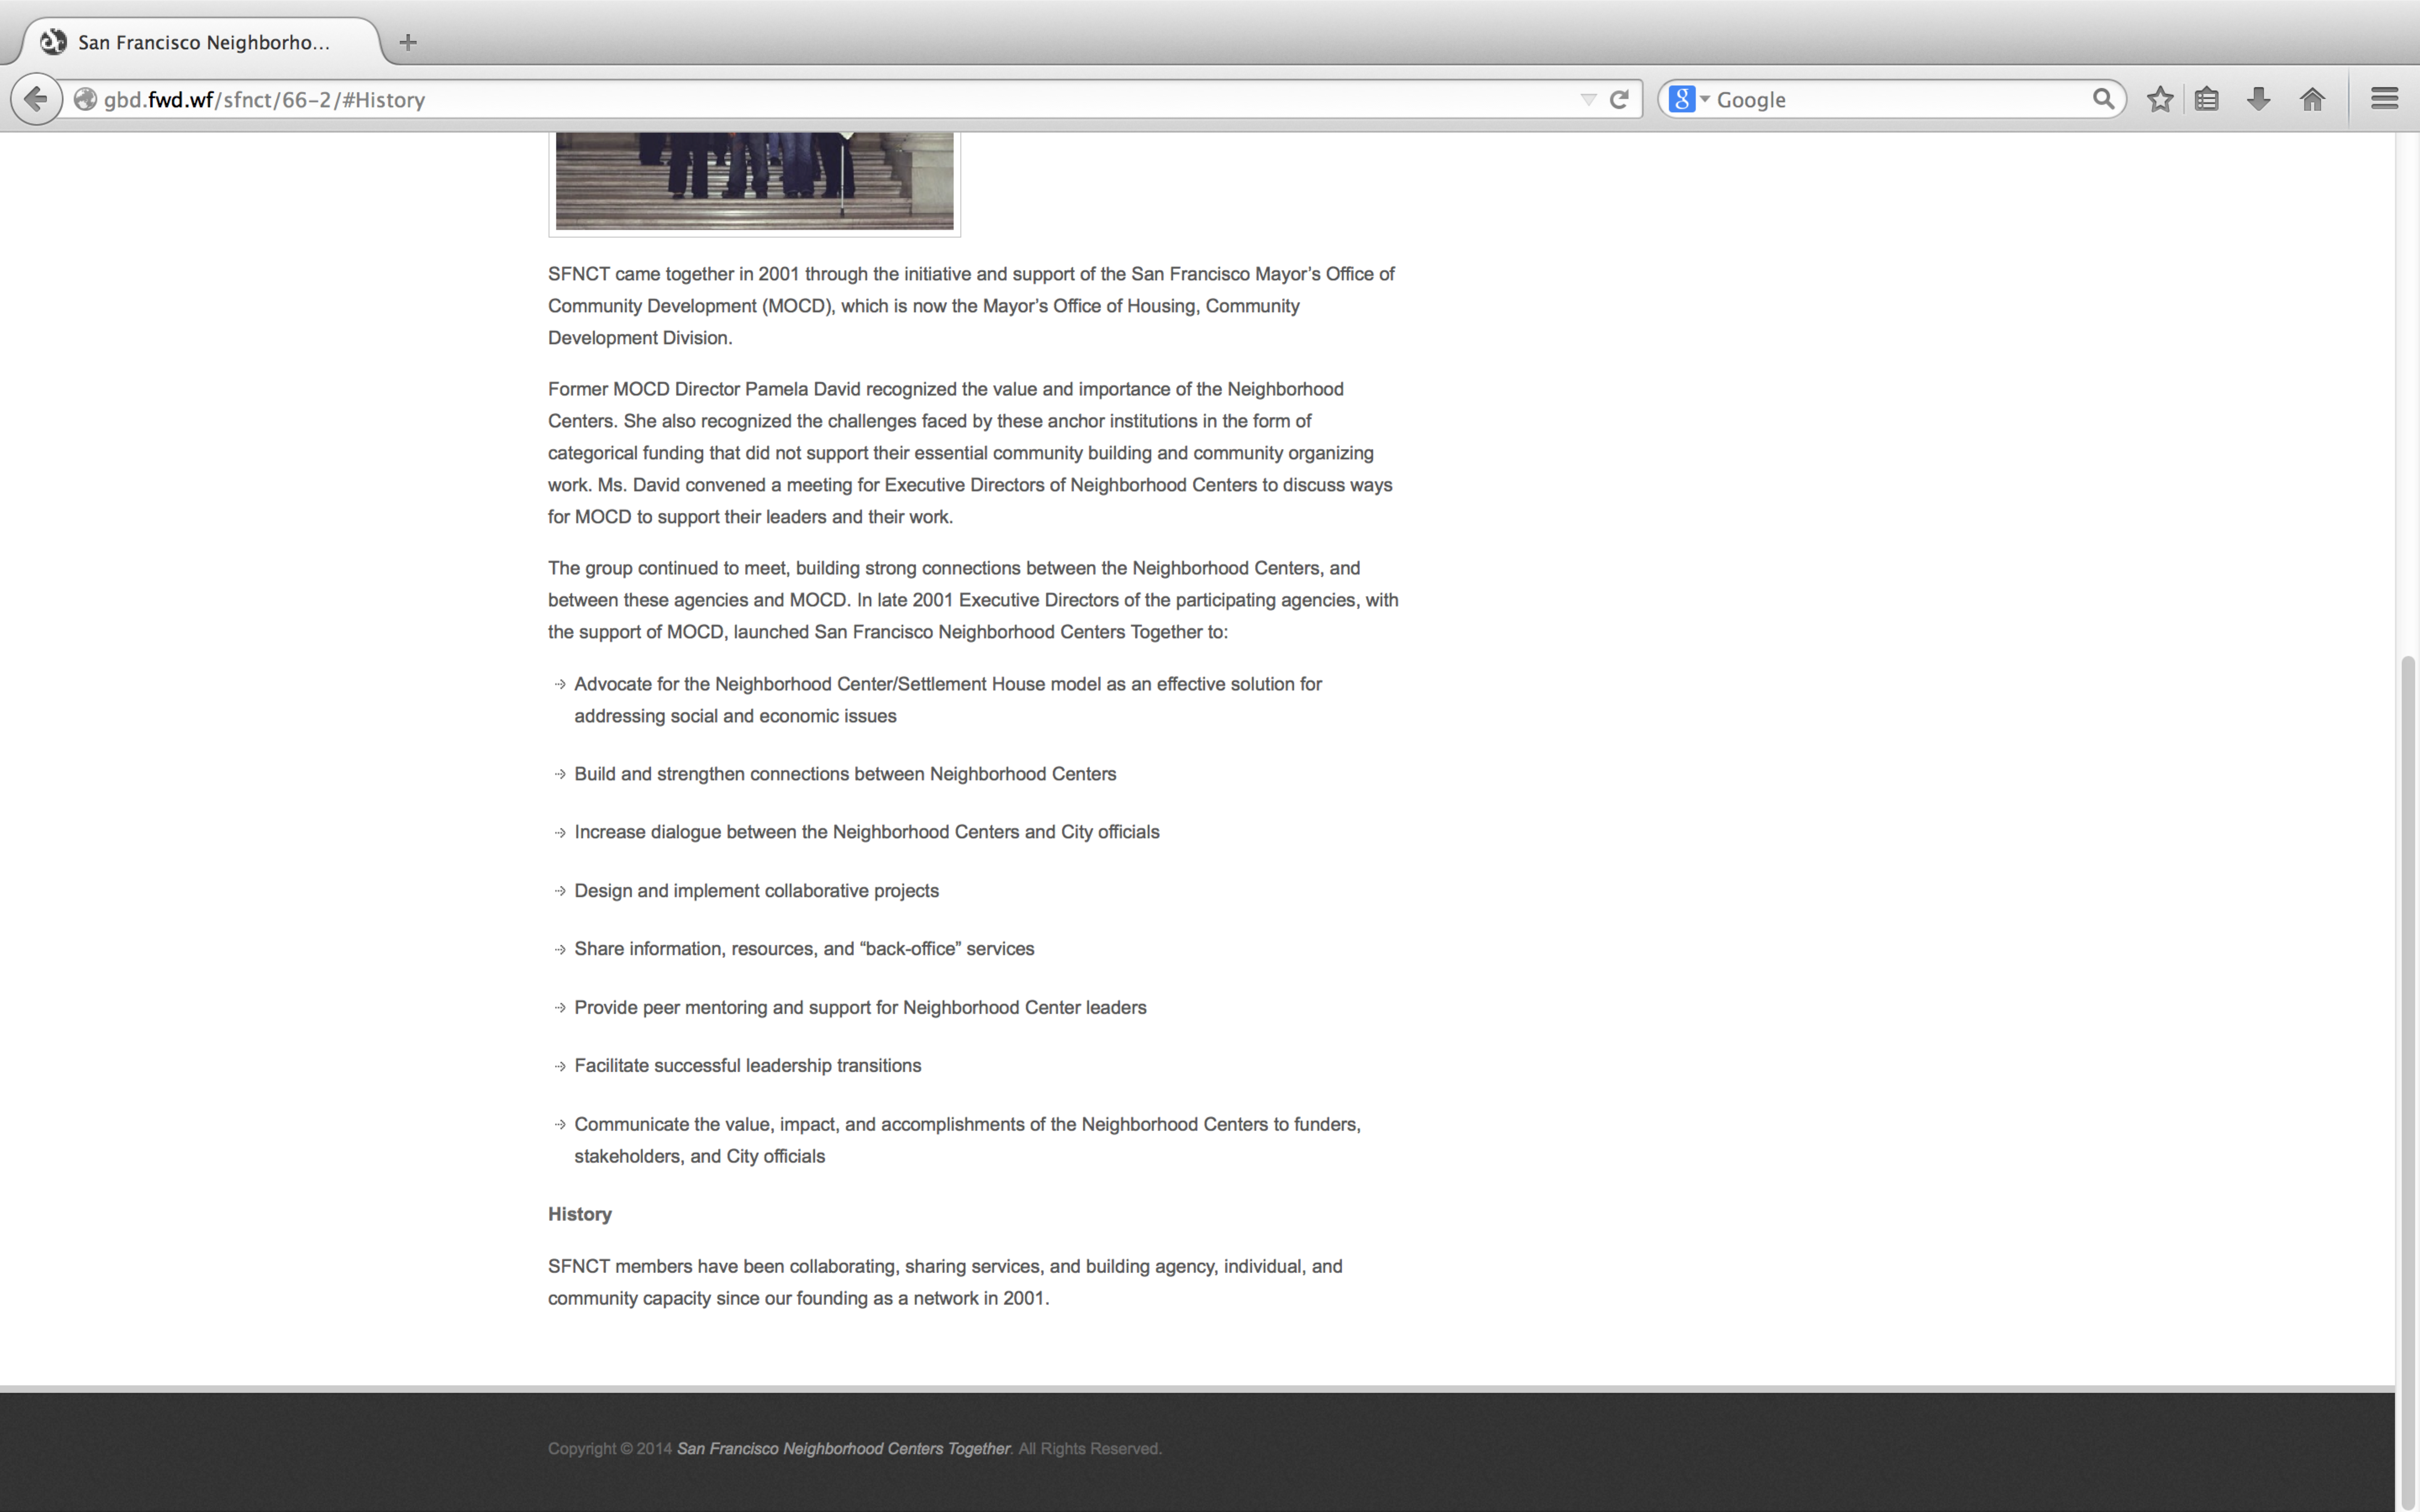 San Francisco Neighborho...
gbd.fwd.wf/sfnct/66-2/#History
Google
SFNCT came together in 2001 through the initiative and support of the San Francisco Mayor’s Office of
Community Development (MOCD), which is now the Mayor’s Office of Housing, Community
Development Division.
Former MOCD Director Pamela David recognized the value and importance of the Neighborhood
Centers. She also recognized the challenges faced by these anchor institutions in the form of
categorical funding that did not support their essential community building and community organizing
work. Ms. David convened a meeting for Executive Directors of Neighborhood Centers to discuss ways
for MOCD to support their leaders and their work.
The group continued to meet, building strong connections between the Neighborhood Centers, and
between these agencies and MOCD. In late 2001 Executive Directors of the participating agencies, with
the support of MOCD, launched San Francisco Neighborhood Centers Together to:
Advocate for the Neighborhood Center/Settlement House model as an effective solution for
addressing social and economic issues
Build and strengthen connections between Neighborhood Centers
Increase dialogue between the Neighborhood Centers and City officials
Design and implement collaborative projects
Share information, resources, and “back-office” services
Provide peer mentoring and support for Neighborhood Center leaders
Facilitate successful leadership transitions
Communicate the value, impact, and accomplishments of the Neighborhood Centers to funders,
stakeholders, and City officials
History
SFNCT members have been collaborating, sharing services, and building agency, individual, and
community capacity since our founding as a network in 2001.
Copyright © 2014 San Francisco Neighborhood Centers Together. All Rights Reserved.